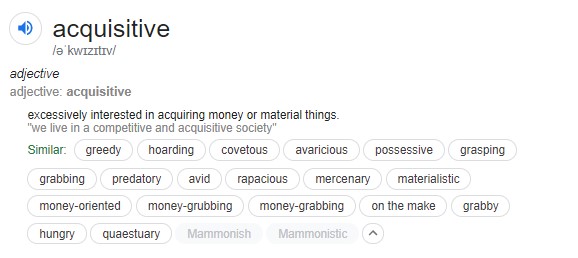 acquisitive
/əˈkwɪzɪtɪv/
adjective
adjective: acquisitive
excessively interested in acquiring money or material things.
"we live in a competitive and acquisitive society"
Similar: greedy hoarding covetous avaricious possessive grasping
grabbing predatory avid rapacious mercenary materialistic
money-oriented money-grubbing money-grabbing on the make grabby
hungry quaestuary Mammonish Mammonistic